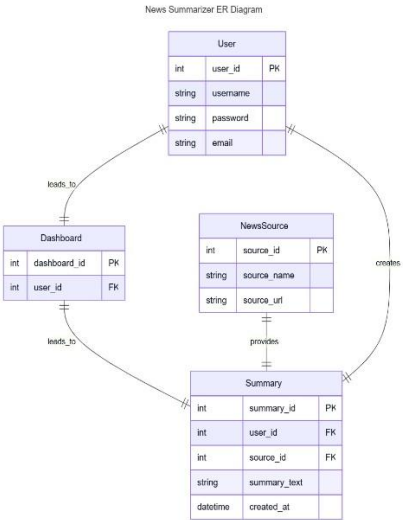 News Summarizer ER Diagram
User
int user_id PK
string username
string password
string email
leads_to
Dashboard
int dashboard_id PK
int user_id FK
NewsSource
int source_id PK
string source_name
string source_url
creates
leads_to
provides
Summary
int summary_id PK
int user_id FK
int source_id FK
string summary_text
datetime created_at